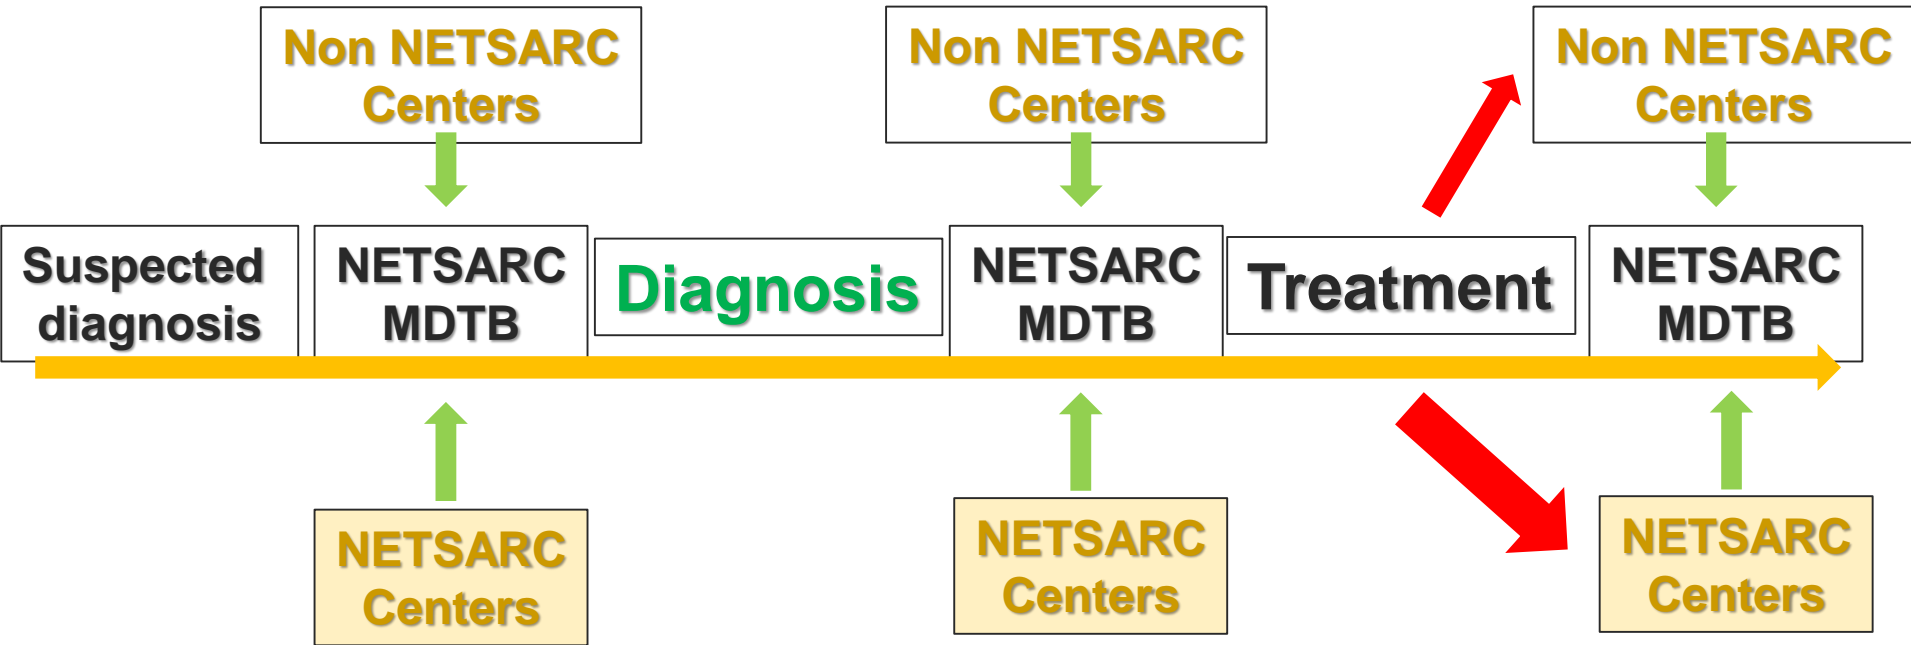 Non NETSARC
Centers
Non NETSARC
Centers
Non NETSARC
Centers
Suspected
diagnosis
NETSARC
MDTB
Diagnosis
NETSARC
MDTB
Treatment
NETSARC
MDTB
NETSARC
Centers
NETSARC
Centers
NETSARC
Centers